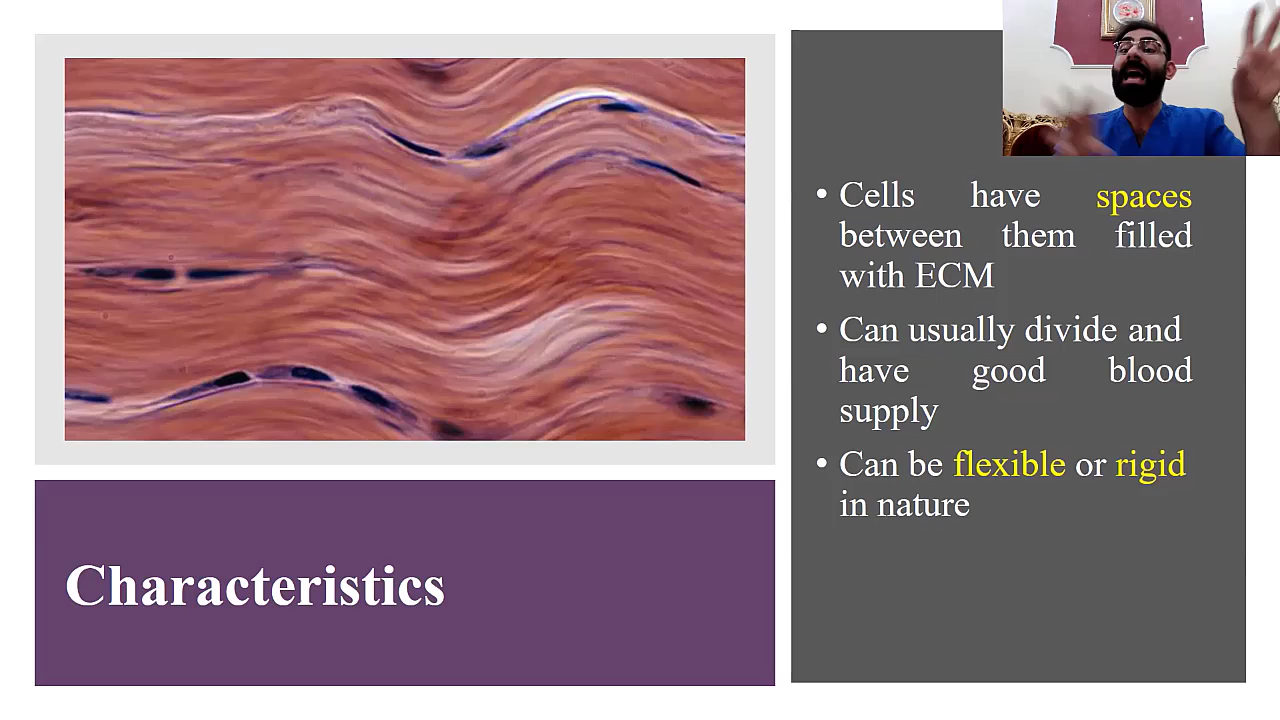 • Cells have spaces
between them filled
with ECM
• Can usually divide and
have good blood
supply
• Can be flexible or rigid
in nature
Characteristics